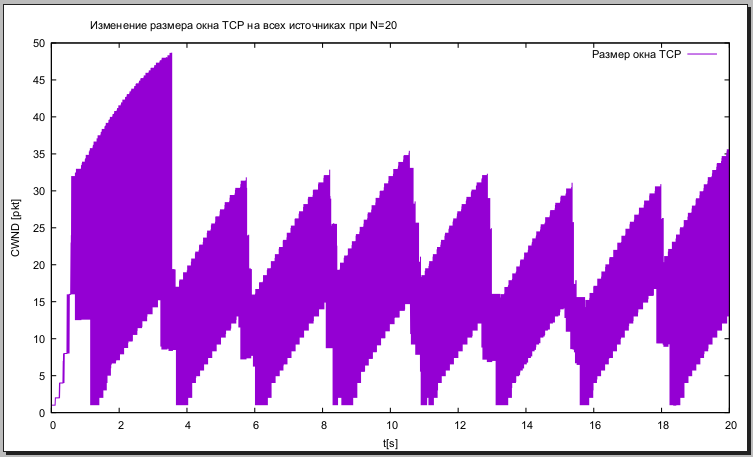 Изменение размера окна TCP на всех источниках при N=20
Размер окна TCP
CWND [pkt]
50
45
40
35
30
25
20
15
10
5
0
0 2 4 6 8 10 12 14 16 18 20
t[s]